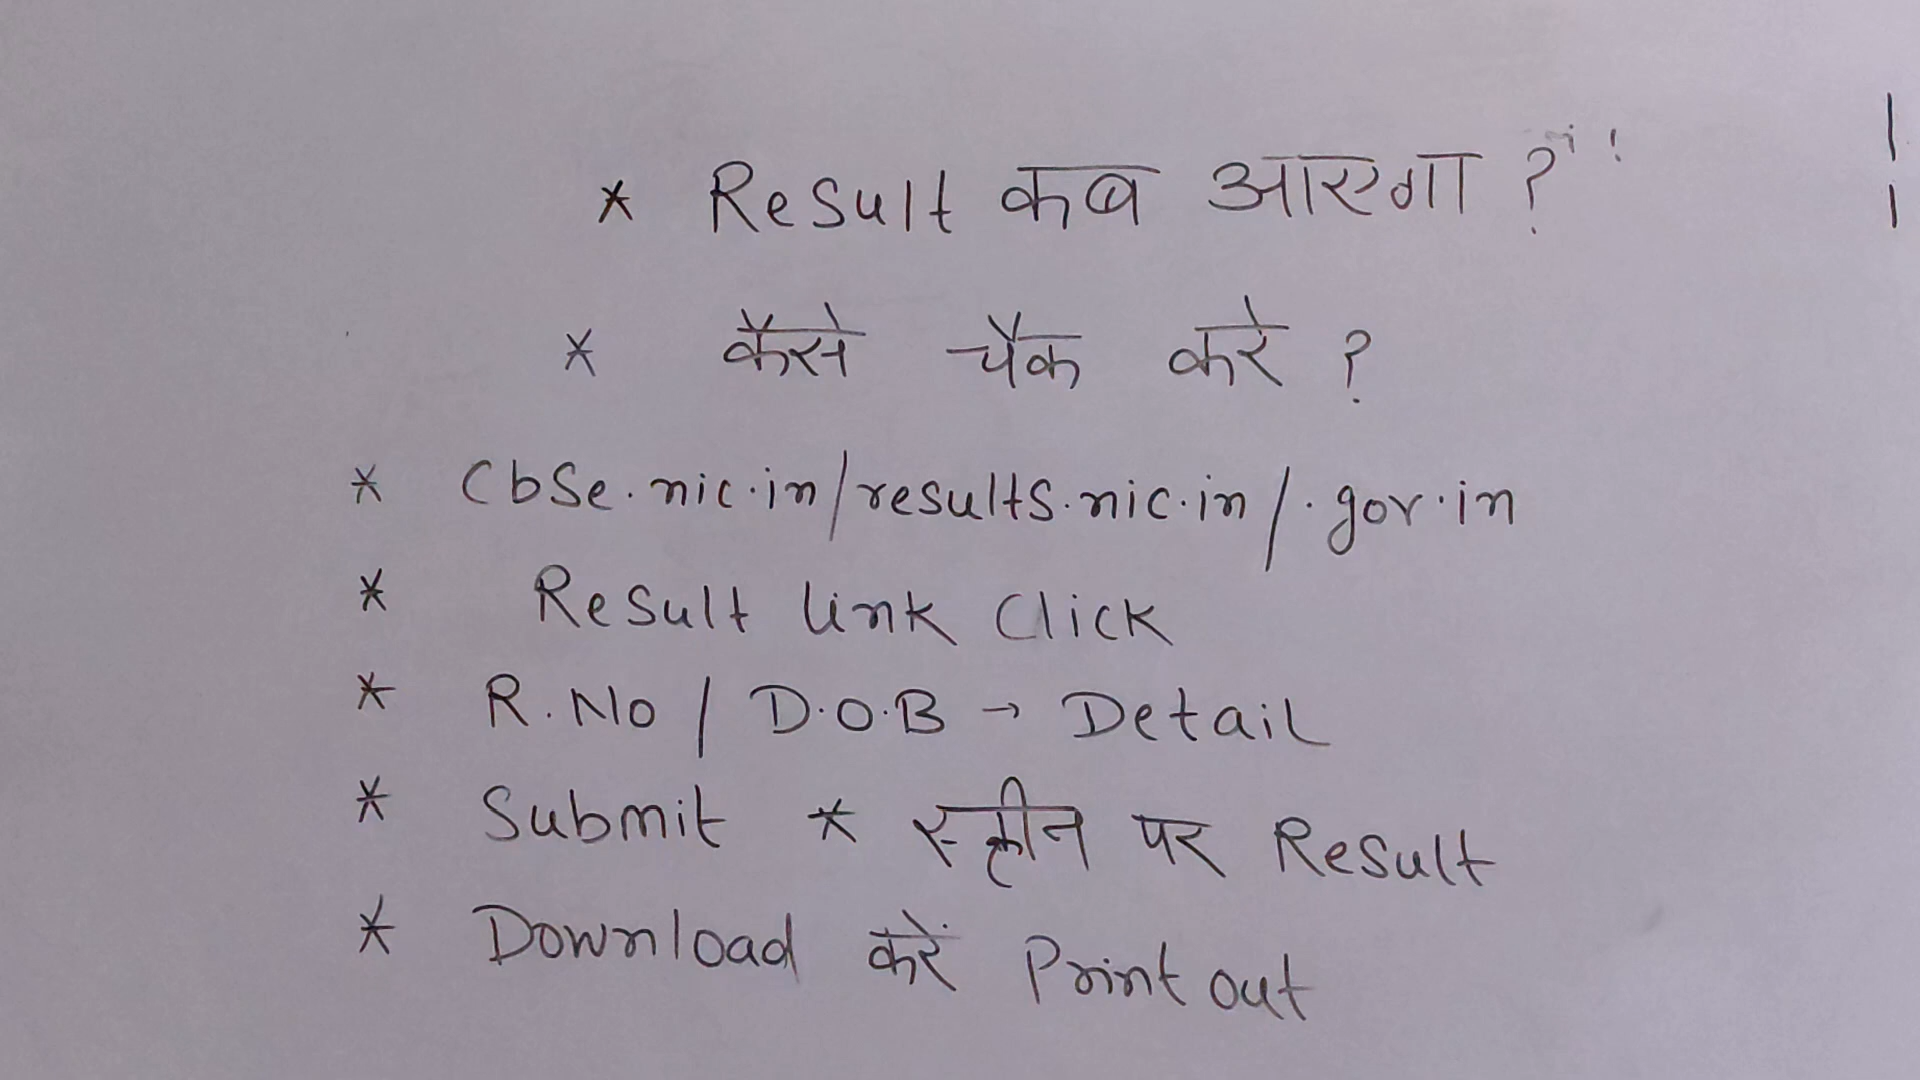 * Result कब आएगा ?
* कैसे चैक करे ?
* Cbse.nic.in/results.nic.in/.gov.in
* Result link Click
* R.No / D.O.B → Detail
* Submit * स्क्रीन पर Result
* Download करें Print out